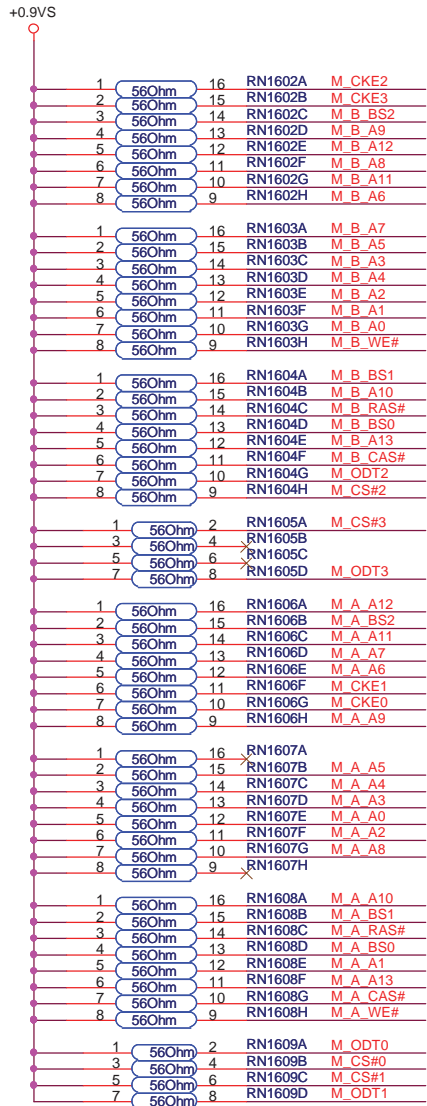 +0.9VS
1 56Ohm 16 RN1602A M_CKE2
2 56Ohm 15 RN1602B M_CKE3
3 56Ohm 14 RN1602C M_B_BS2
4 56Ohm 13 RN1602D M_B_A9
5 56Ohm 12 RN1602E M_B_A12
6 56Ohm 11 RN1602F M_B_A8
7 56Ohm 10 RN1602G M_B_A11
8 56Ohm 9 RN1602H M_B_A6
1 56Ohm 16 RN1603A M_B_A7
2 56Ohm 15 RN1603B M_B_A5
3 56Ohm 14 RN1603C M_B_A3
4 56Ohm 13 RN1603D M_B_A4
5 56Ohm 12 RN1603E M_B_A2
6 56Ohm 11 RN1603F M_B_A1
7 56Ohm 10 RN1603G M_B_A0
8 56Ohm 9 RN1603H M_B_WE#
1 56Ohm 16 RN1604A M_B_BS1
2 56Ohm 15 RN1604B M_B_A10
3 56Ohm 14 RN1604C M_B_RAS#
4 56Ohm 13 RN1604D M_B_BS0
5 56Ohm 12 RN1604E M_B_A13
6 56Ohm 11 RN1604F M_B_CAS#
7 56Ohm 10 RN1604G M_ODT2
8 56Ohm 9 RN1604H M_CS#2
1 56Ohm 2 RN1605A M_CS#3
3 56Ohm 4 RN1605B
5 56Ohm 6 RN1605C
7 56Ohm 8 RN1605D M_ODT3
1 56Ohm 16 RN1606A M_A_A12
2 56Ohm 15 RN1606B M_A_BS2
3 56Ohm 14 RN1606C M_A_A11
4 56Ohm 13 RN1606D M_A_A7
5 56Ohm 12 RN1606E M_A_A6
6 56Ohm 11 RN1606F M_CKE1
7 56Ohm 10 RN1606G M_CKE0
8 56Ohm 9 RN1606H M_A_A9
1 56Ohm 16 RN1607A
2 56Ohm 15 RN1607B M_A_A5
3 56Ohm 14 RN1607C M_A_A4
4 56Ohm 13 RN1607D M_A_A3
5 56Ohm 12 RN1607E M_A_A0
6 56Ohm 11 RN1607F M_A_A2
7 56Ohm 10 RN1607G M_A_A8
8 56Ohm 9 RN1607H
1 56Ohm 16 RN1608A M_A_A10
2 56Ohm 15 RN1608B M_A_BS1
3 56Ohm 14 RN1608C M_A_RAS#
4 56Ohm 13 RN1608D M_A_BS0
5 56Ohm 12 RN1608E M_A_A1
6 56Ohm 11 RN1608F M_A_A13
7 56Ohm 10 RN1608G M_A_CAS#
8 56Ohm 9 RN1608H M_A_WE#
1 56Ohm 2 RN1609A M_ODT0
3 56Ohm 4 RN1609B M_CS#0
5 56Ohm 6 RN1609C M_CS#1
7 56Ohm 8 RN1609D M_ODT1